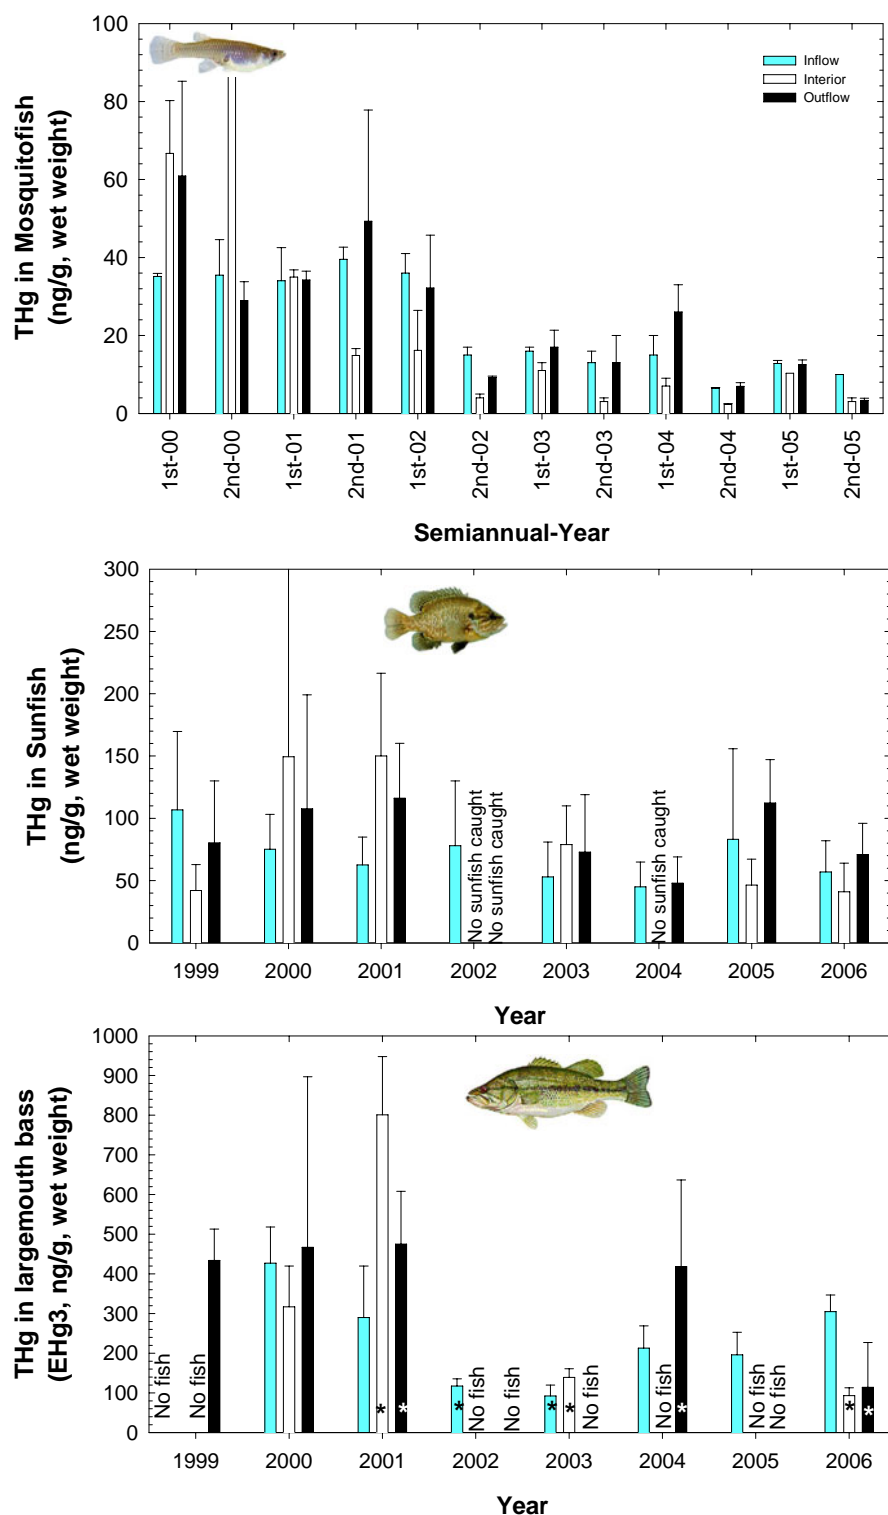 100
80
60
40
20
0
THg in Mosquitofish
(ng/g, wet weight)
Inflow
Interior
Outflow
1st-00
2nd-00
1st-01
2nd-01
1st-02
2nd-02
1st-03
2nd-03
1st-04
2nd-04
1st-05
2nd-05
Semiannual-Year
300
250
200
150
100
50
0
THg in Sunfish
(ng/g, wet weight)
No sunfish caught
No sunfish caught
No sunfish caught
1999
2000
2001
2002
2003
2004
2005
2006
Year
1000
900
800
700
600
500
400
300
200
100
0
THg in largemouth bass
(EHg3, ng/g, wet weight)
No fish
No fish
*
*
*
No fish
No fish
*
*
No fish
No fish
*
No fish
No fish
*
*
1999
2000
2001
2002
2003
2004
2005
2006
Year